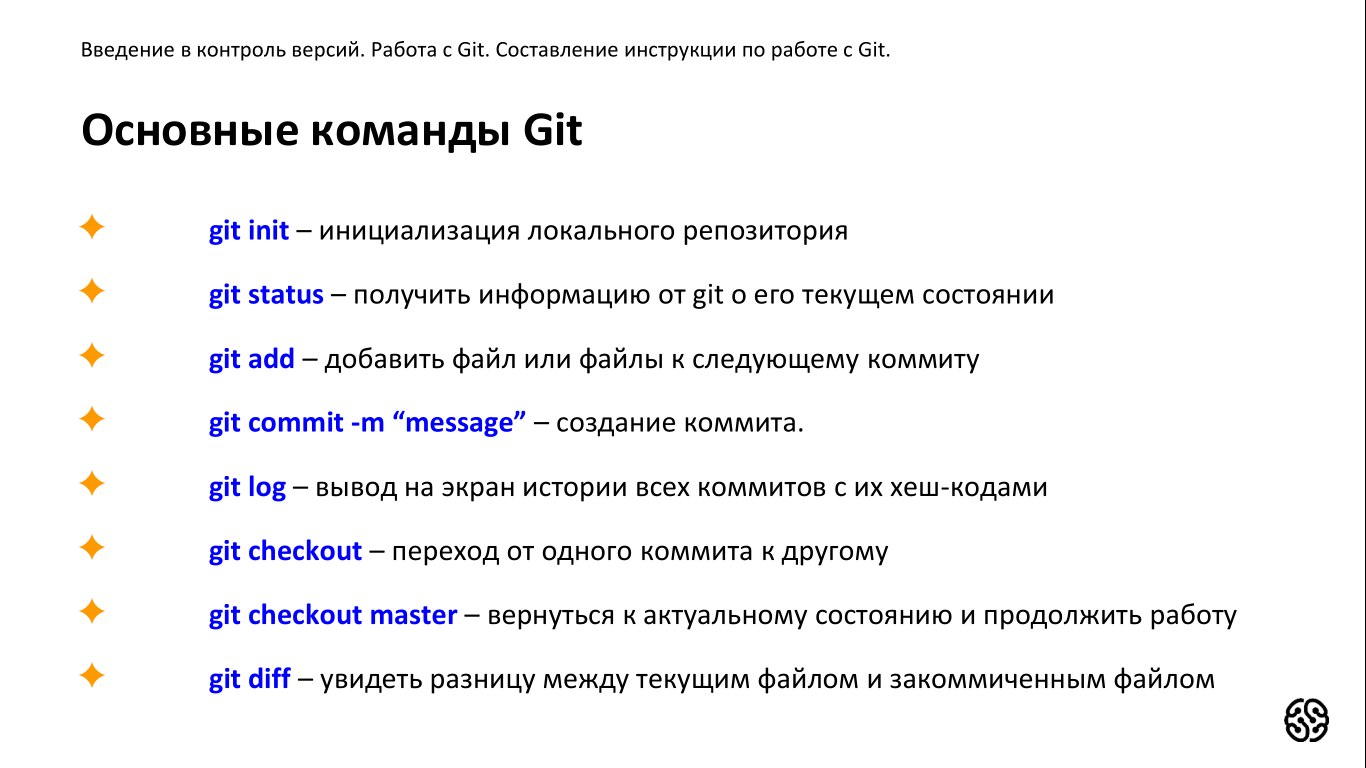 Введение в контроль версий. Работа с Git. Составление инструкции по работе с Git.
Основные команды Git
git init – инициализация локального репозитория
git status – получить информацию от git о его текущем состоянии
git add – добавить файл или файлы к следующему коммиту
git commit -m “message” – создание коммита.
git log – вывод на экран истории всех коммитов с их хеш-кодами
git checkout – переход от одного коммита к другому
git checkout master – вернуться к актуальному состоянию и продолжить работу
git diff – увидеть разницу между текущим файлом и закоммиченным файлом